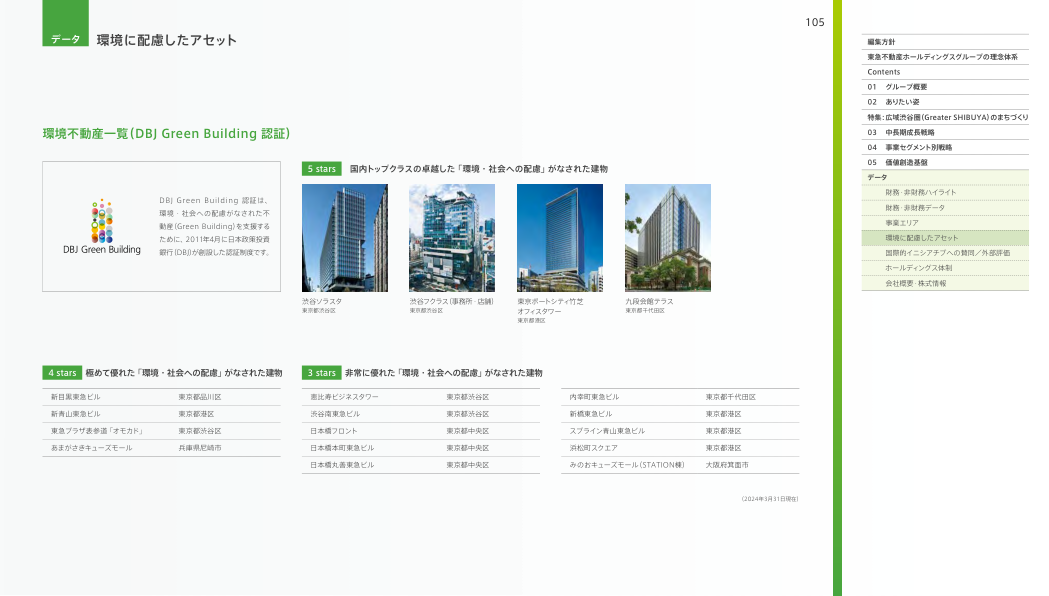 データ 環境に配慮したアセット
105
環境不動産一覧（DBJ Green Building 認証）
DBJ Green Building
DBJ Green Building 認証は、
環境・社会への配慮がなされた不
動産（Green Building）を支援する
ために、2011年4月に日本政策投資
銀行（DBJ）が創設した認証制度です。
5 stars 国内トップクラスの卓越した「環境・社会への配慮」がなされた建物
渋谷ソラスタ
東京都渋谷区
渋谷フクラス（事務所・店舗）
東京都渋谷区
東京ポートシティ竹芝
オフィスタワー
東京都港区
九段会館テラス
東京都千代田区
4 stars 極めて優れた「環境・社会への配慮」がなされた建物
新目黒東急ビル 東京都品川区
新青山東急ビル 東京都港区
東急プラザ表参道「オモカド」 東京都渋谷区
あまがさきキューズモール 兵庫県尼崎市
3 stars 非常に優れた「環境・社会への配慮」がなされた建物
恵比寿ビジネスタワー 東京都渋谷区
渋谷南東急ビル 東京都渋谷区
日本橋フロント 東京都中央区
日本橋本町東急ビル 東京都中央区
日本橋丸善東急ビル 東京都中央区
内幸町東急ビル 東京都千代田区
新橋東急ビル 東京都港区
スプライン青山東急ビル 東京都港区
浜松町スクエア 東京都港区
みのおキューズモール（STATION棟） 大阪府箕面市
（2024年3月31日現在）
編集方針
東急不動産ホールディングスグループの理念体系
Contents
01 グループ概要
02 ありたい姿
特集：広域渋谷圏（Greater SHIBUYA）のまちづくり
03 中長期成長戦略
04 事業セグメント別戦略
05 価値創造基盤
データ
財務・非財務ハイライト
財務・非財務データ
事業エリア
環境に配慮したアセット
国際的イニシアチブへの賛同／外部評価
ホールディングス体制
会社概要・株式情報